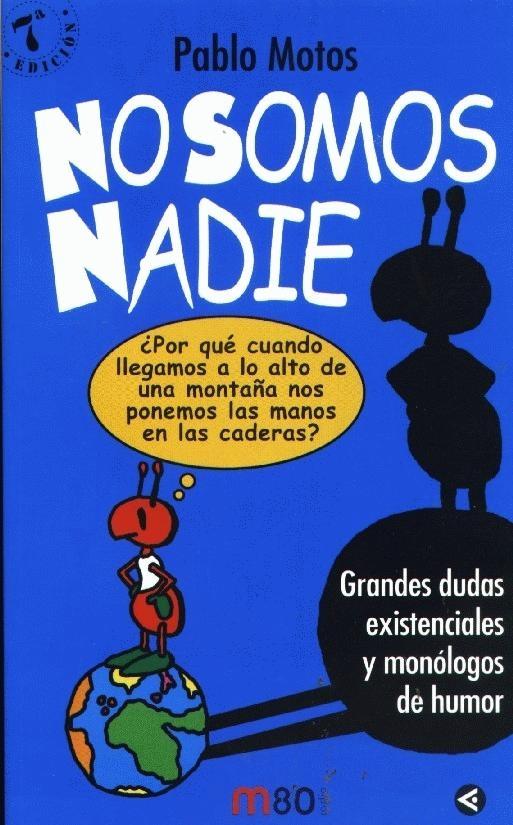 7ª
EDICIÓN
Pablo Motos
NO SOMOS
NADIE
¿Por qué cuando
llegamos a lo alto de
una montaña nos
ponemos las manos
en las caderas?
Grandes dudas
existenciales
y monólogos
de humor
m80